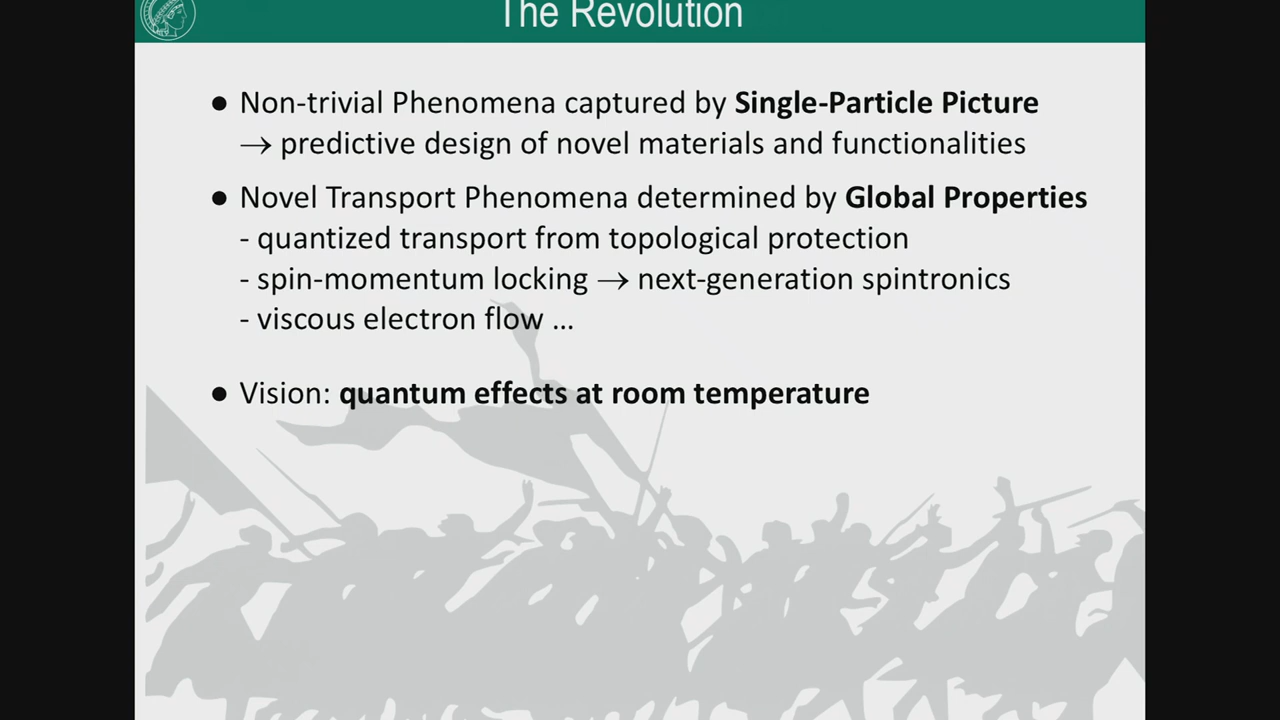 The Revolution
● Non-trivial Phenomena captured by Single-Particle Picture
→ predictive design of novel materials and functionalities
● Novel Transport Phenomena determined by Global Properties
- quantized transport from topological protection
- spin-momentum locking → next-generation spintronics
- viscous electron flow ...
● Vision: quantum effects at room temperature